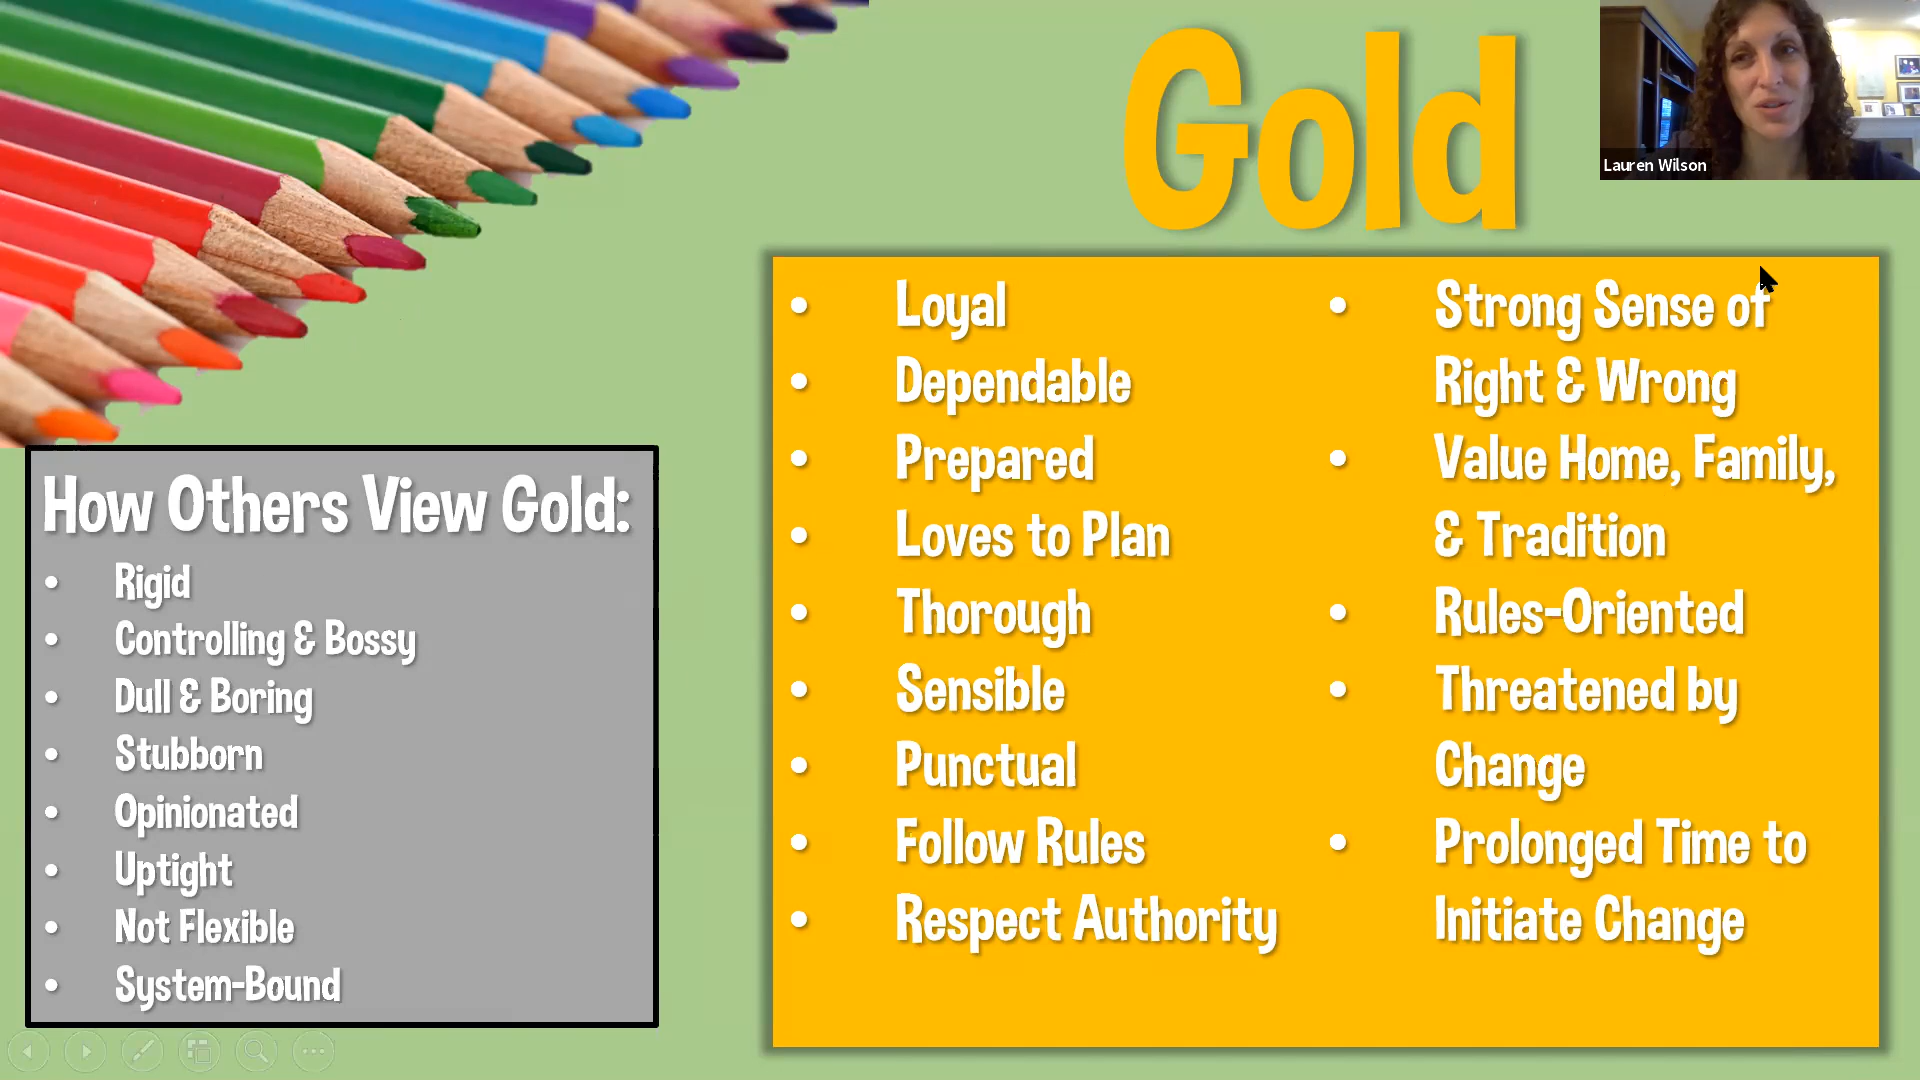 Gold
Lauren Wilson
How Others View Gold:
• Rigid
• Controlling & Bossy
• Dull & Boring
• Stubborn
• Opinionated
• Uptight
• Not Flexible
• System-Bound
• Loyal
• Dependable
• Prepared
• Loves to Plan
• Thorough
• Sensible
• Punctual
• Follow Rules
• Respect Authority
• Strong Sense of
Right & Wrong
• Value Home, Family,
& Tradition
• Rules-Oriented
• Threatened by
Change
• Prolonged Time to
Initiate Change